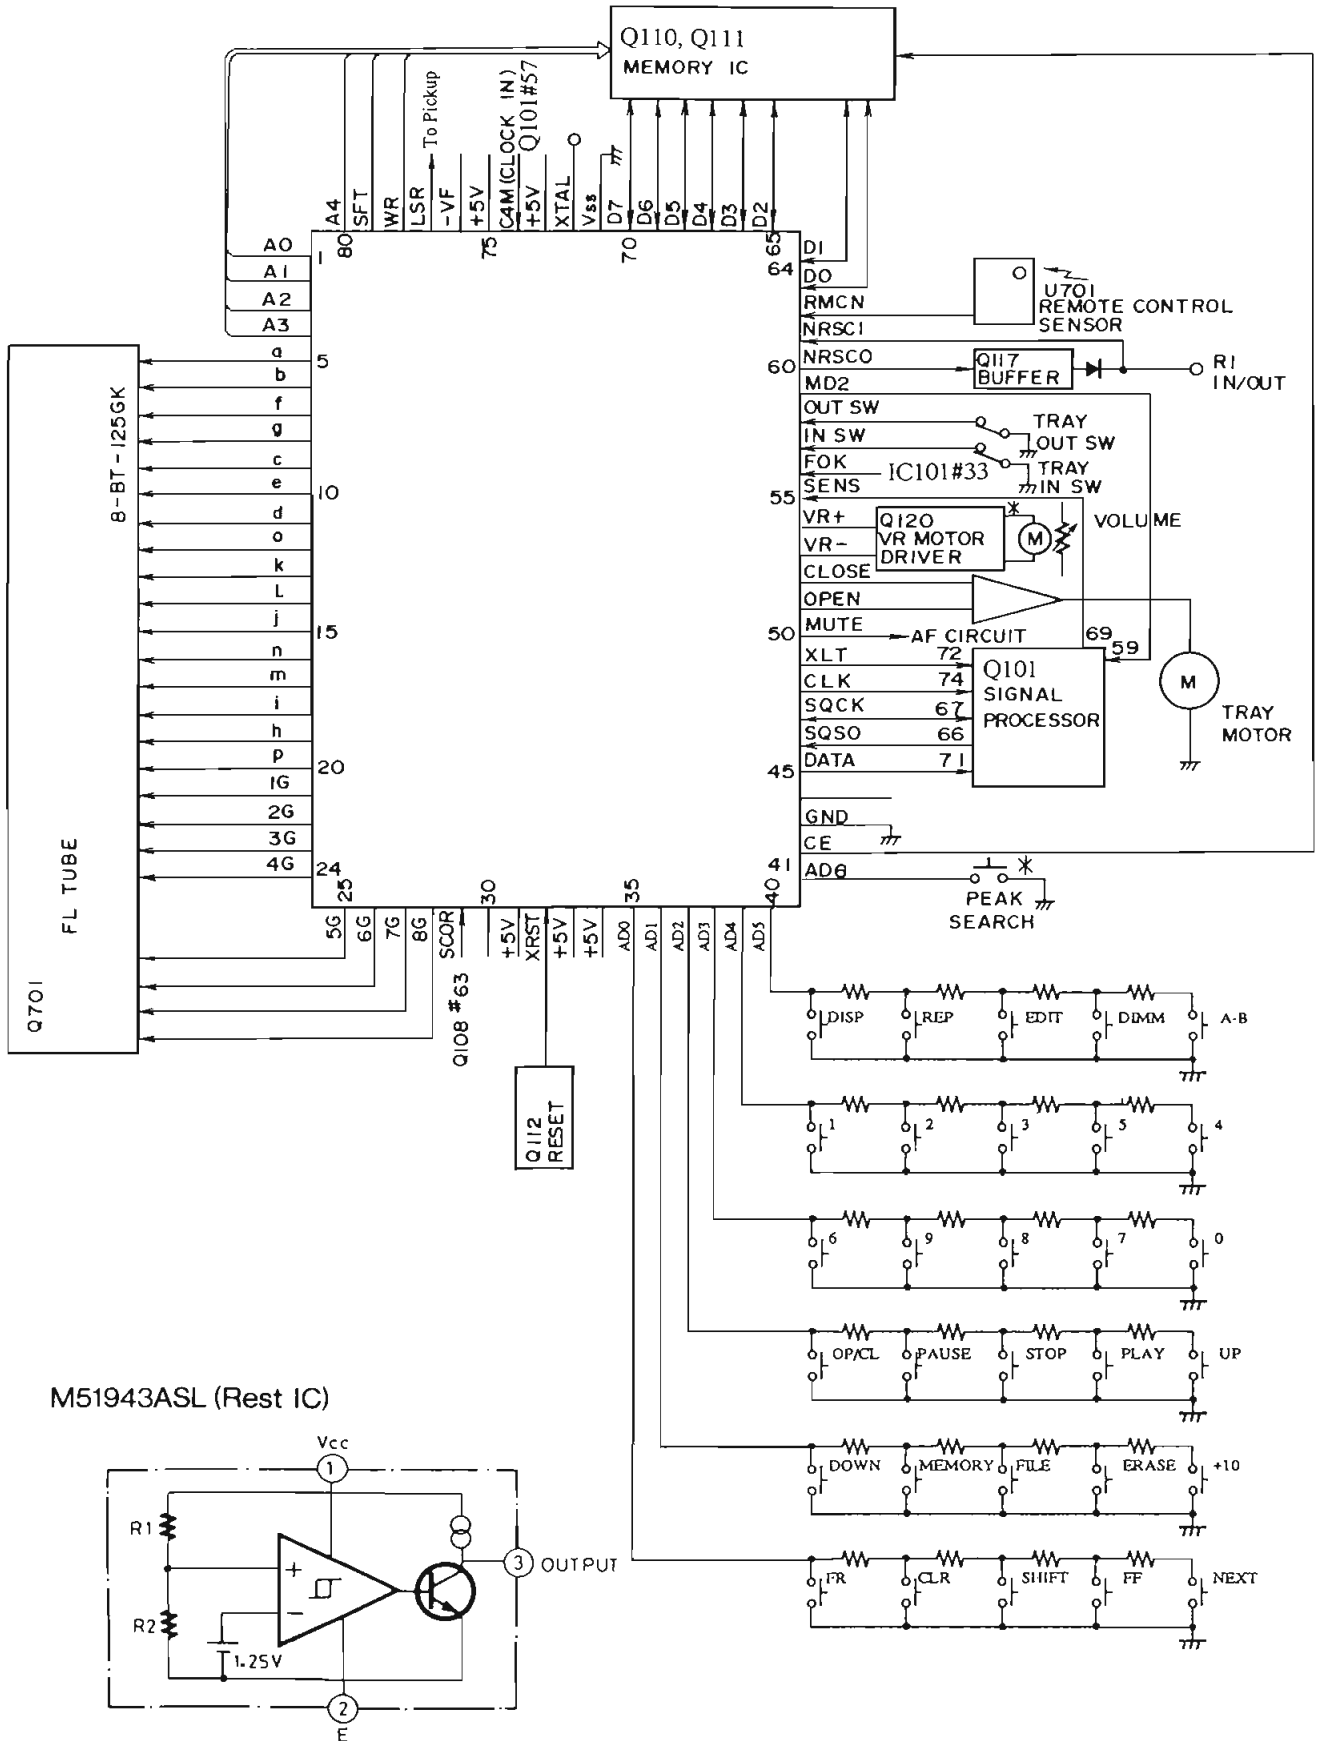 Q110, Q111
MEMORY IC
To Pickup
C4M (CLOCK IN)
Q101#57
A4
SFT
WR
LSR
-VF
+5V
+5V
XTAL
Vss
D7
D6
D5
D4
D3
D2
80
75
70
65
A0
A1
A2
A3
1
D1
64
D0
RMCN
U701
REMOTE CONTROL
SENSOR
NRSC1
60
NRSCO
Q117
BUFFER
R1
IN/OUT
MD2
OUT SW
TRAY
OUT SW
IN SW
TRAY
IN SW
FOK
IC101#33
55
SENS
VR+
VR-
Q120
VR MOTOR
DRIVER
*
M
VOLUME
CLOSE
OPEN
50
MUTE
AF CIRCUIT
69
59
XLT
72
CLK
74
SQCK
67
SQSO
66
45
DATA
71
Q101
SIGNAL
PROCESSOR
M
TRAY
MOTOR
GND
CE
41
AD6
*
PEAK
SEARCH
8-BT-125GK
FL TUBE
Q701
a
5
b
f
g
c
e
10
d
o
k
L
j
15
n
m
i
h
p
20
1G
2G
3G
4G
24
25
30
35
40
5G
6G
7G
8G
SCOR
+5V
XRST
+5V
+5V
AD0
AD1
AD2
AD3
AD4
AD5
Q108 #63
Q112
RESET
DISP
REP
EDIT
DIMM
A-B
1
2
3
5
4
6
9
8
7
0
OP/CL
PAUSE
STOP
PLAY
UP
DOWN
MEMORY
FILE
ERASE
+10
FR
CLR
SHIFT
FF
NEXT
M51943ASL (Rest IC)
Vcc
1
R1
+
-
R2
1.25V
3
OUTPUT
2
E